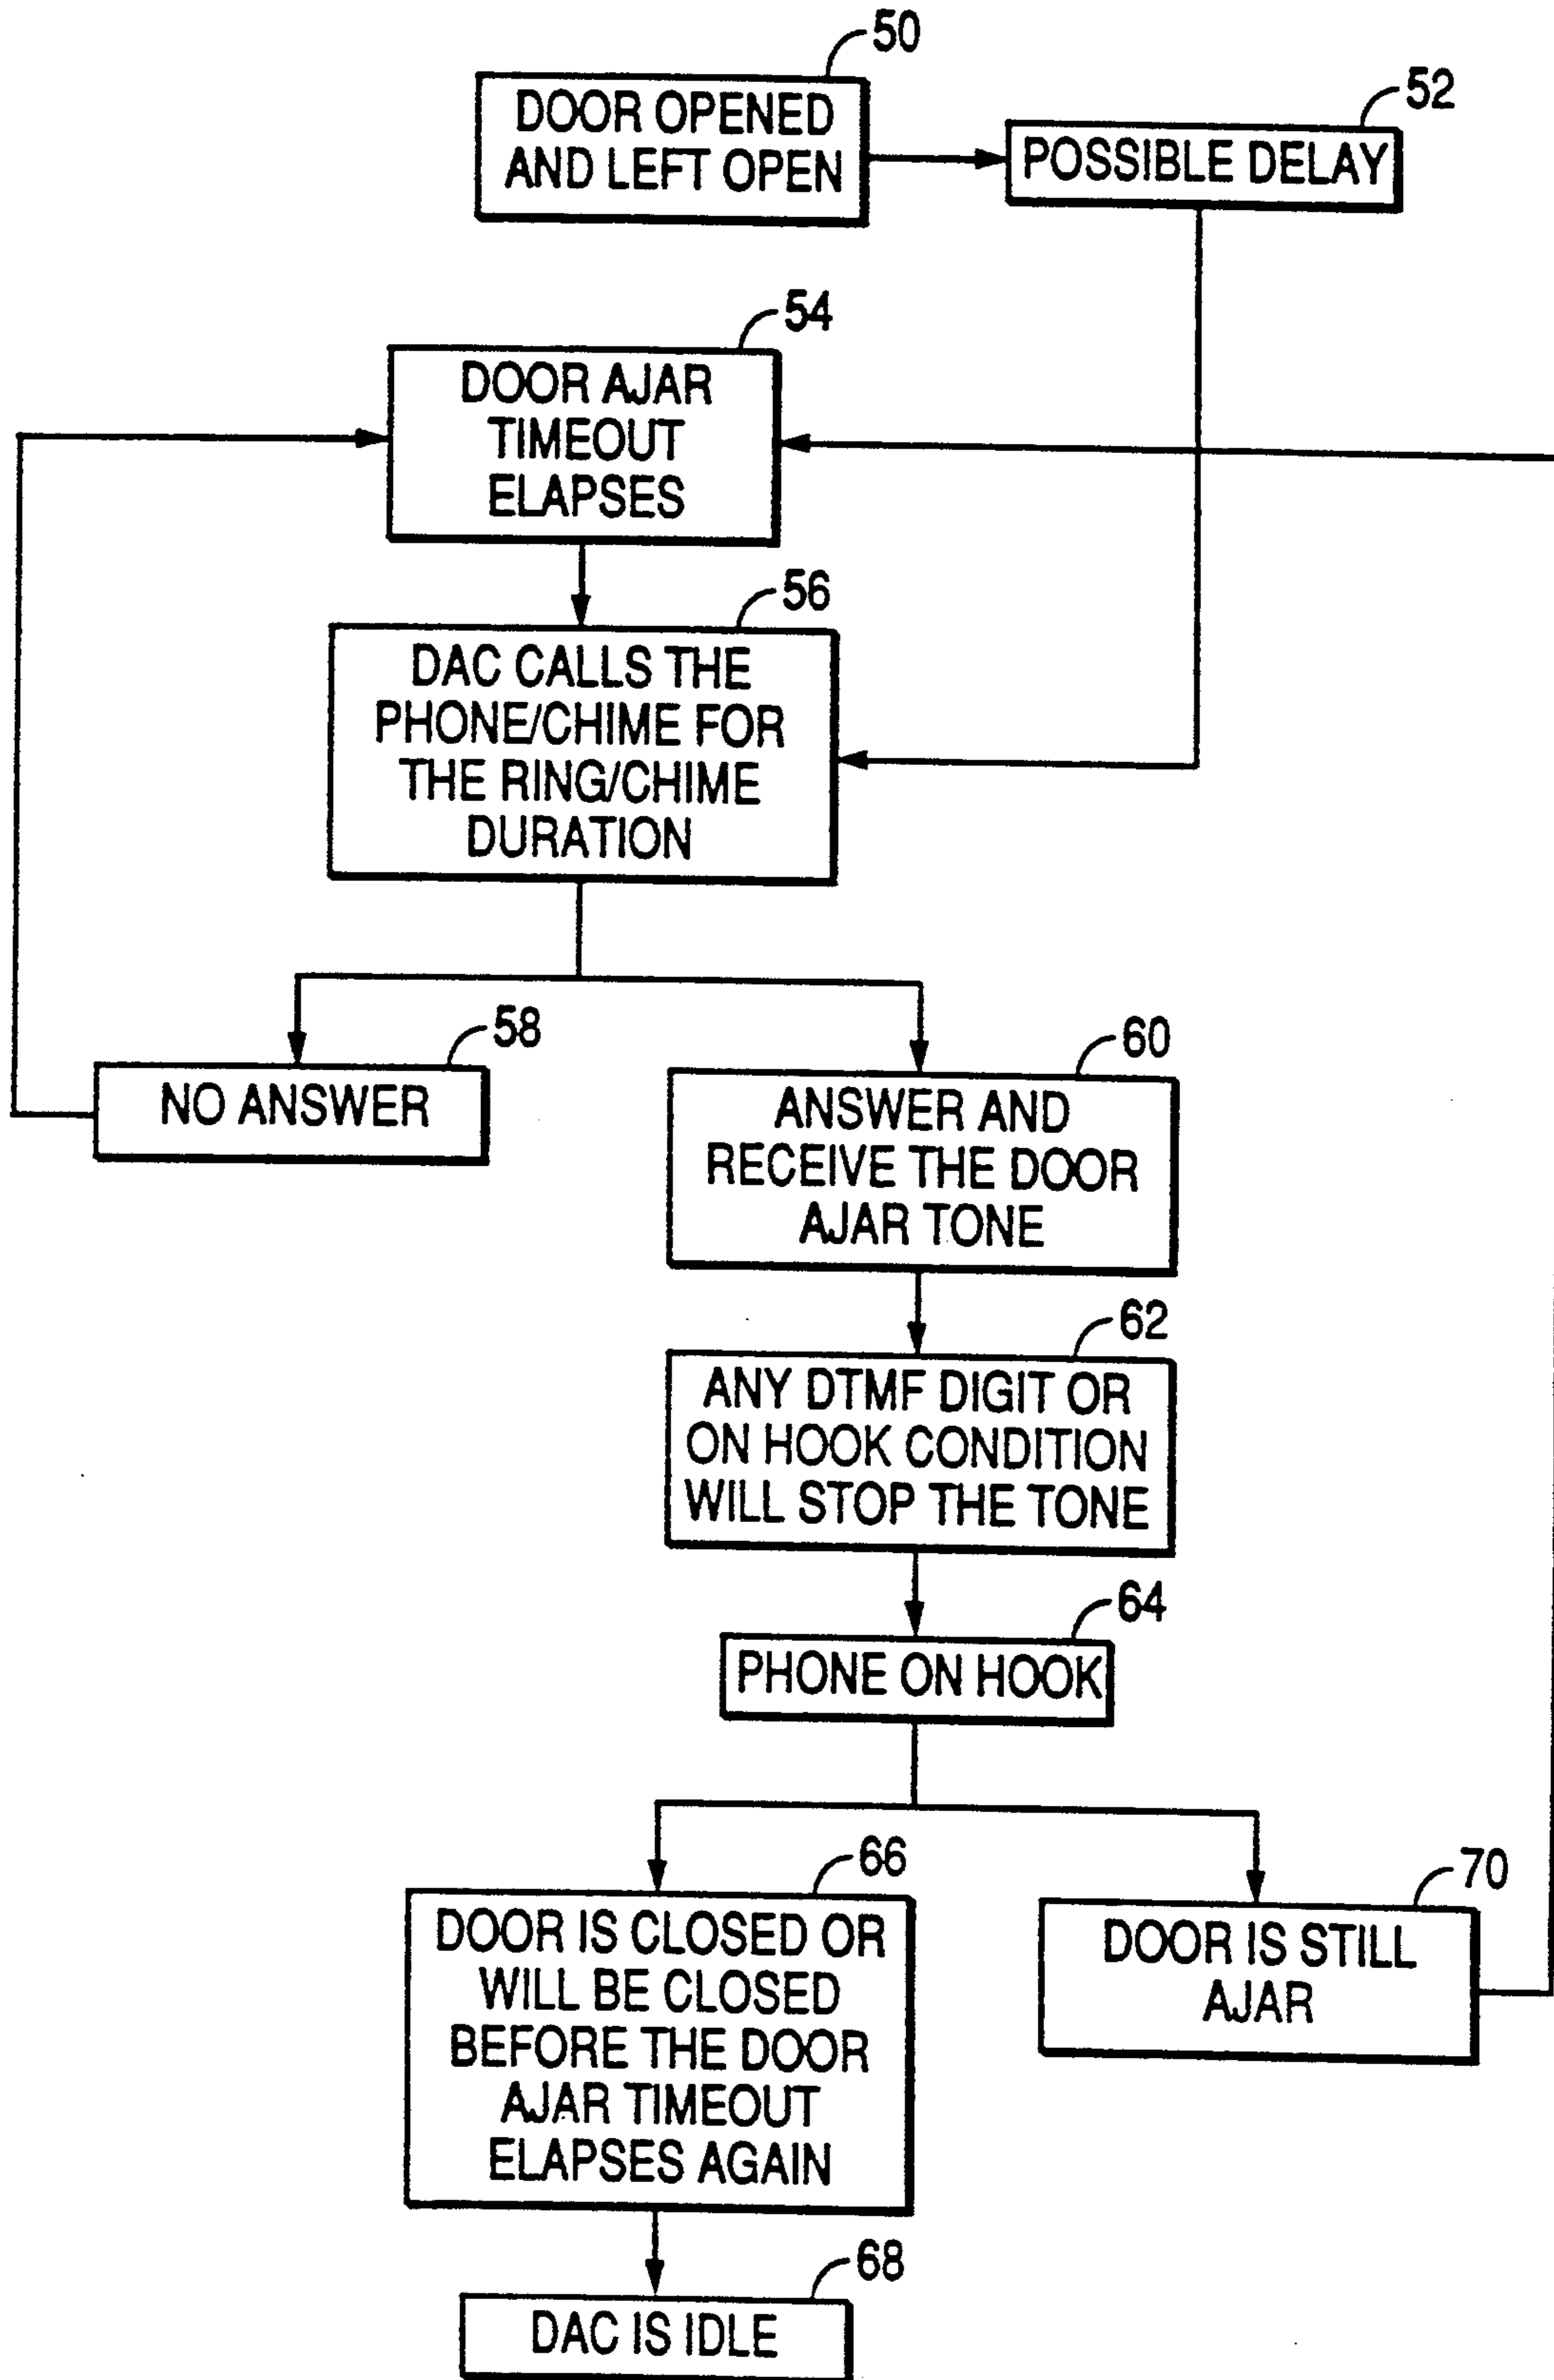 50
DOOR OPENED
AND LEFT OPEN
52
POSSIBLE DELAY
54
DOOR AJAR
TIMEOUT
ELAPSES
56
DAC CALLS THE
PHONE/CHIME FOR
THE RING/CHIME
DURATION
58
NO ANSWER
60
ANSWER AND
RECEIVE THE DOOR
AJAR TONE
62
ANY DTMF DIGIT OR
ON HOOK CONDITION
WILL STOP THE TONE
64
PHONE ON HOOK
66
DOOR IS CLOSED OR
WILL BE CLOSED
BEFORE THE DOOR
AJAR TIMEOUT
ELAPSES AGAIN
70
DOOR IS STILL
AJAR
68
DAC IS IDLE